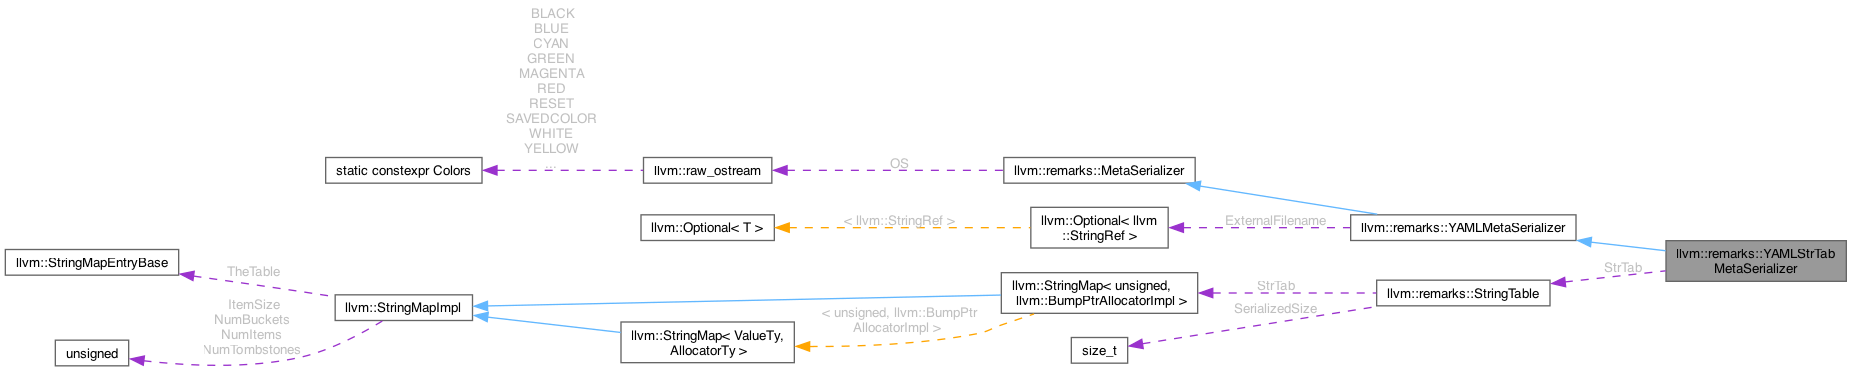 BLACK
BLUE
CYAN
GREEN
MAGENTA
RED
RESET
SAVEDCOLOR
WHITE
YELLOW
...
static constexpr Colors
llvm::raw_ostream
OS
llvm::remarks::MetaSerializer
llvm::Optional< T >
< llvm::StringRef >
llvm::Optional< llvm
::StringRef >
ExternalFilename
llvm::remarks::YAMLMetaSerializer
llvm::remarks::YAMLStrTab
MetaSerializer
StrTab
llvm::StringMapEntryBase
TheTable
ItemSize
NumBuckets
NumItems
NumTombstones
llvm::StringMapImpl
unsigned
llvm::StringMap< ValueTy,
AllocatorTy >
< unsigned, llvm::BumpPtr
AllocatorImpl >
llvm::StringMap< unsigned,
llvm::BumpPtrAllocatorImpl >
StrTab
SerializedSize
llvm::remarks::StringTable
size_t